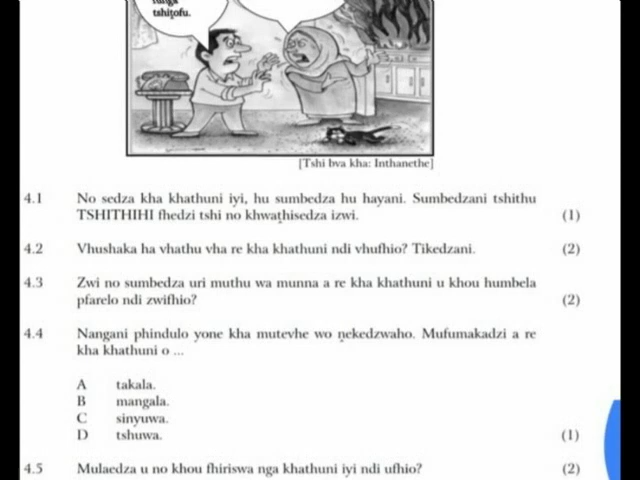 tshiṱofu.
[Tshi bva kha: Inthanethe]
4.1 No sedza kha khathuni iyi, hu sumbedza hu hayani. Sumbedzani tshithu
TSHITHIHI fhedzi tshi no khwaṱhisedza izwi. (1)
4.2 Vhushaka ha vhathu vha re kha khathuni ndi vhufhio? Tikedzani. (2)
4.3 Zwi no sumbedza uri muthu wa munna a re kha khathuni u khou humbela
pfarelo ndi zwifhio? (2)
4.4 Nangani phindulo yone kha mutevhe wo ṋekedzwaho. Mufumakadzi a re
kha khathuni o ...
A takala.
B mangala.
C sinyuwa.
D tshuwa. (1)
4.5 Mulaedza u no khou fhiriswa nga khathuni iyi ndi ufhio? (2)